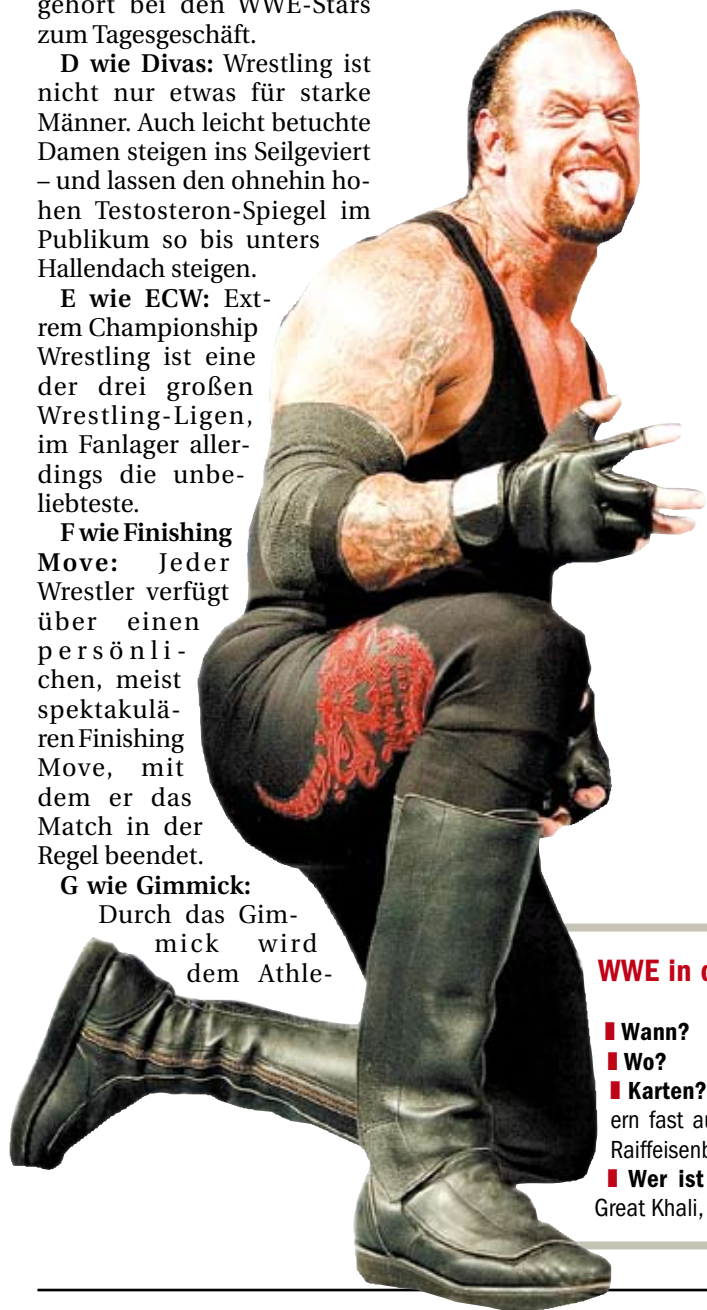 gehört bei den WWE-Stars
zum Tagesgeschäft.
D wie Divas: Wrestling ist
nicht nur etwas für starke
Männer. Auch leicht betuchte
Damen steigen ins Seilgeviert
– und lassen den ohnehin ho-
hen Testosteron-Spiegel im
Publikum so bis unters
Hallendach steigen.
E wie ECW: Ext-
rem Championship
Wrestling ist eine
der drei großen
Wrestling-Ligen,
im Fanlager aller-
dings die unbe-
liebteste.
F wie Finishing
Move: Jeder
Wrestler verfügt
über einen
persönli-
chen, meist
spektakulä-
ren Finishing
Move, mit
dem er das
Match in der
Regel beendet.
G wie Gimmick:
Durch das Gim-
mick wird
dem Athle-
WWE in
Wann?
Wo?
Karten?
ern fast
Wer ist
Great Khali,